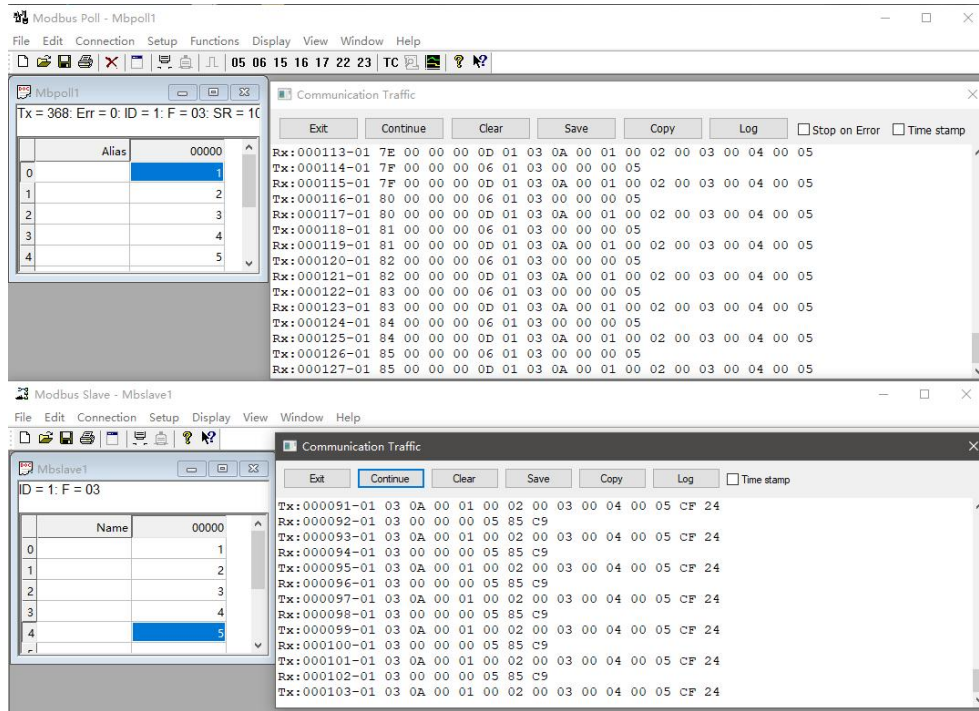 Modbus Poll - Mbpoll1
File Edit Connection Setup Functions Display View Window Help
05 06 15 16 17 22 23 TC
Mbpoll1
Tx = 368: Err = 0: ID = 1: F = 03: SR = 10
Alias 00000
0 1
1 2
2 3
3 4
4 5
Communication Traffic
Exit Continue Clear Save Copy Log Stop on Error Time stamp
Rx:000113-01 7E 00 00 00 0D 01 03 0A 00 01 00 02 00 03 00 04 00 05
Tx:000114-01 7F 00 00 00 06 01 03 00 00 00 05
Rx:000115-01 7F 00 00 00 0D 01 03 0A 00 01 00 02 00 03 00 04 00 05
Tx:000116-01 80 00 00 00 06 01 03 00 00 00 05
Rx:000117-01 80 00 00 00 0D 01 03 0A 00 01 00 02 00 03 00 04 00 05
Tx:000118-01 81 00 00 00 06 01 03 00 00 00 05
Rx:000119-01 81 00 00 00 0D 01 03 0A 00 01 00 02 00 03 00 04 00 05
Tx:000120-01 82 00 00 00 06 01 03 00 00 00 05
Rx:000121-01 82 00 00 00 0D 01 03 0A 00 01 00 02 00 03 00 04 00 05
Tx:000122-01 83 00 00 00 06 01 03 00 00 00 05
Rx:000123-01 83 00 00 00 0D 01 03 0A 00 01 00 02 00 03 00 04 00 05
Tx:000124-01 84 00 00 00 06 01 03 00 00 00 05
Rx:000125-01 84 00 00 00 0D 01 03 0A 00 01 00 02 00 03 00 04 00 05
Tx:000126-01 85 00 00 00 06 01 03 00 00 00 05
Rx:000127-01 85 00 00 00 0D 01 03 0A 00 01 00 02 00 03 00 04 00 05
Modbus Slave - Mbslave1
File Edit Connection Setup Display View Window Help
Mbslave1
ID = 1: F = 03
Name 00000
0 1
1 2
2 3
3 4
4 5
Communication Traffic
Exit Continue Clear Save Copy Log Time stamp
Tx:000091-01 03 0A 00 01 00 02 00 03 00 04 00 05 CF 24
Rx:000092-01 03 00 00 00 05 85 C9
Tx:000093-01 03 0A 00 01 00 02 00 03 00 04 00 05 CF 24
Rx:000094-01 03 00 00 00 05 85 C9
Tx:000095-01 03 0A 00 01 00 02 00 03 00 04 00 05 CF 24
Rx:000096-01 03 00 00 00 05 85 C9
Tx:000097-01 03 0A 00 01 00 02 00 03 00 04 00 05 CF 24
Rx:000098-01 03 00 00 00 05 85 C9
Tx:000099-01 03 0A 00 01 00 02 00 03 00 04 00 05 CF 24
Rx:000100-01 03 00 00 00 05 85 C9
Tx:000101-01 03 0A 00 01 00 02 00 03 00 04 00 05 CF 24
Rx:000102-01 03 00 00 00 05 85 C9
Tx:000103-01 03 0A 00 01 00 02 00 03 00 04 00 05 CF 24